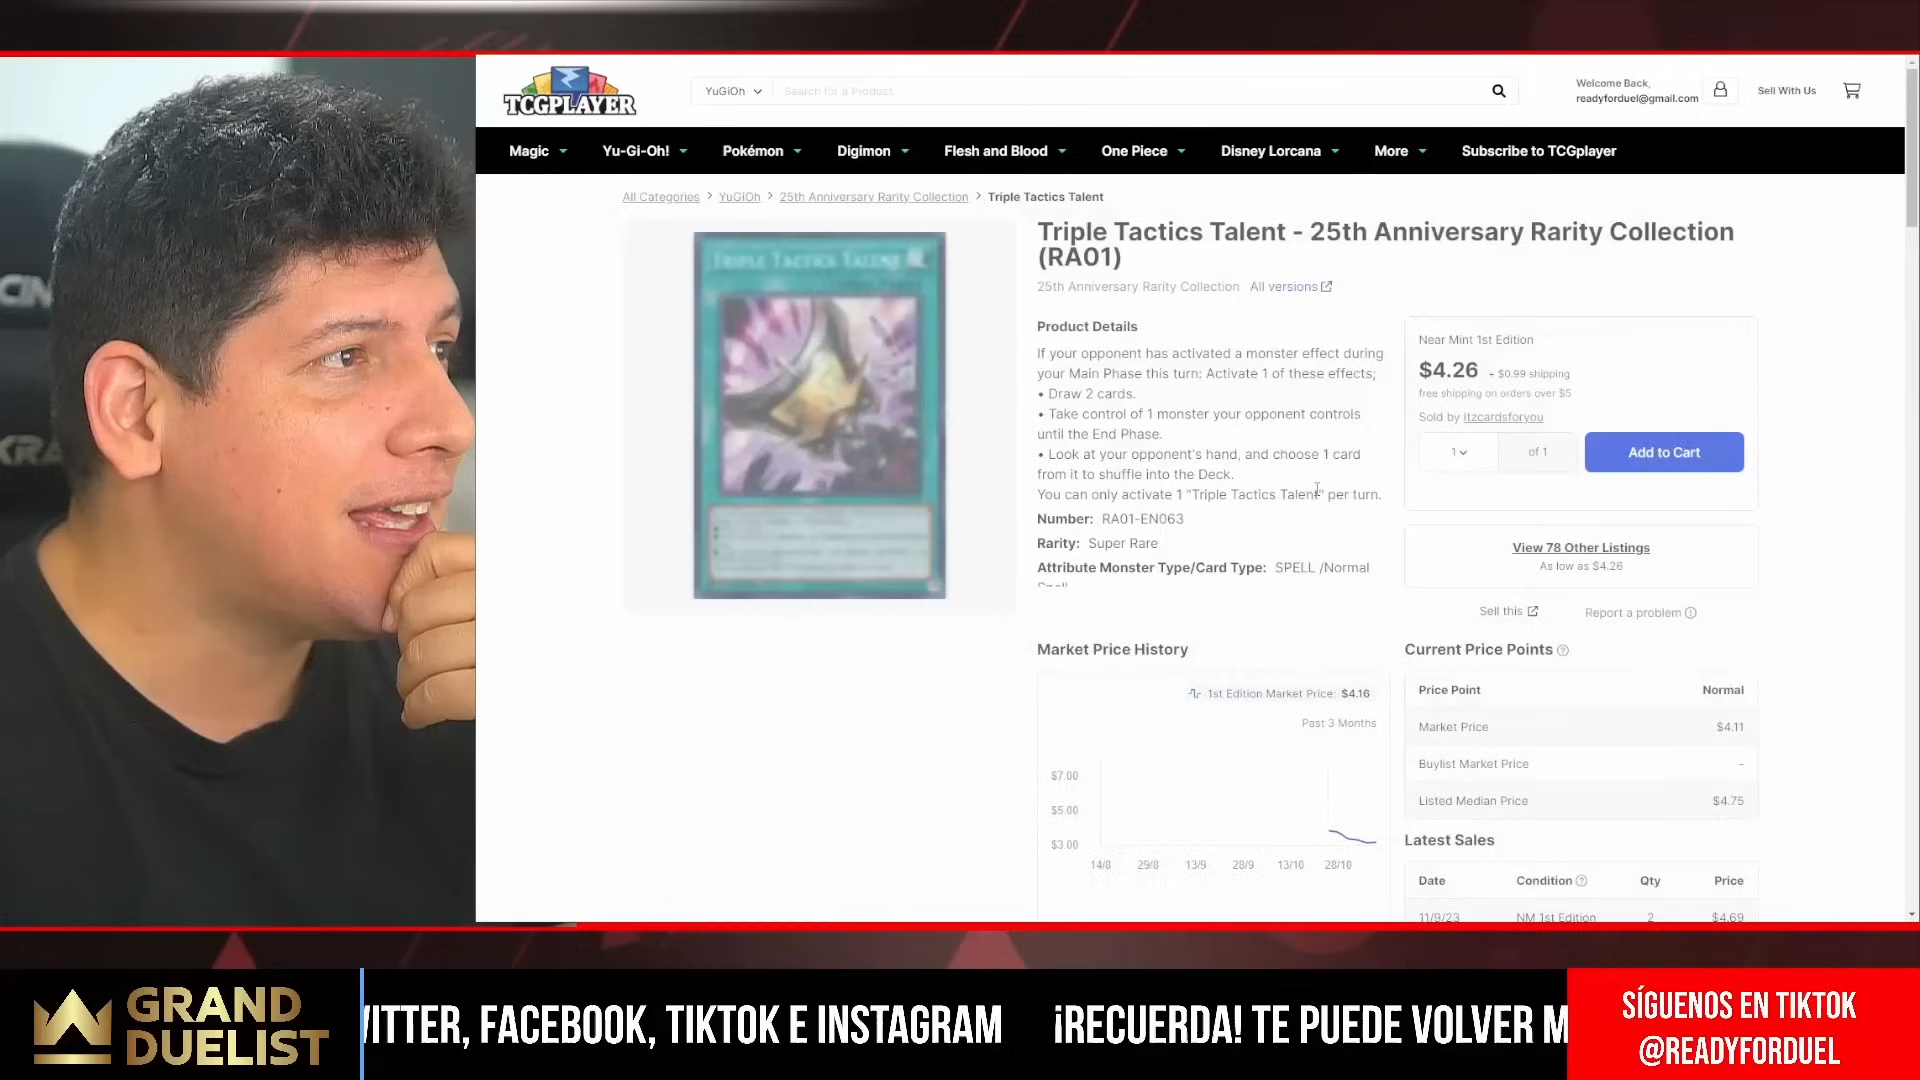 TCGPLAYER
YuGiOh
Search for a Product.
Welcome Back,
readyforduel@gmail.com
Sell With Us
Magic
Yu-Gi-Oh!
Pokémon
Digimon
Flesh and Blood
One Piece
Disney Lorcana
More
Subscribe to TCGplayer
All Categories > YuGiOh > 25th Anniversary Rarity Collection > Triple Tactics Talent
TRIPLE TACTICS TALENT
Triple Tactics Talent - 25th Anniversary Rarity Collection
(RA01)
25th Anniversary Rarity Collection All versions
Product Details
If your opponent has activated a monster effect during
your Main Phase this turn: Activate 1 of these effects;
• Draw 2 cards.
• Take control of 1 monster your opponent controls
until the End Phase.
• Look at your opponent's hand, and choose 1 card
from it to shuffle into the Deck.
You can only activate 1 "Triple Tactics Talent" per turn.
Number: RA01-EN063
Rarity: Super Rare
Attribute Monster Type/Card Type: SPELL /Normal
Near Mint 1st Edition
$4.26 + $0.99 shipping
free shipping on orders over $5
Sold by itzcardsforyou
1
of 1
Add to Cart
View 78 Other Listings
As low as $4.26
Sell this
Report a problem
Market Price History
1st Edition Market Price: $4.16
Past 3 Months
$7.00
$5.00
$3.00
14/8
29/8
13/9
28/9
13/10
28/10
Current Price Points
Price Point Normal
Market Price $4.11
Buylist Market Price -
Listed Median Price $4.75
Latest Sales
Date Condition Qty Price
11/9/23 NM 1st Edition 2 $4.69
GRAND
DUELIST
ITTER, FACEBOOK, TIKTOK E INSTAGRAM
¡RECUERDA! TE PUEDE VOLVER M
SÍGUENOS EN TIKTOK
@READYFORDUEL